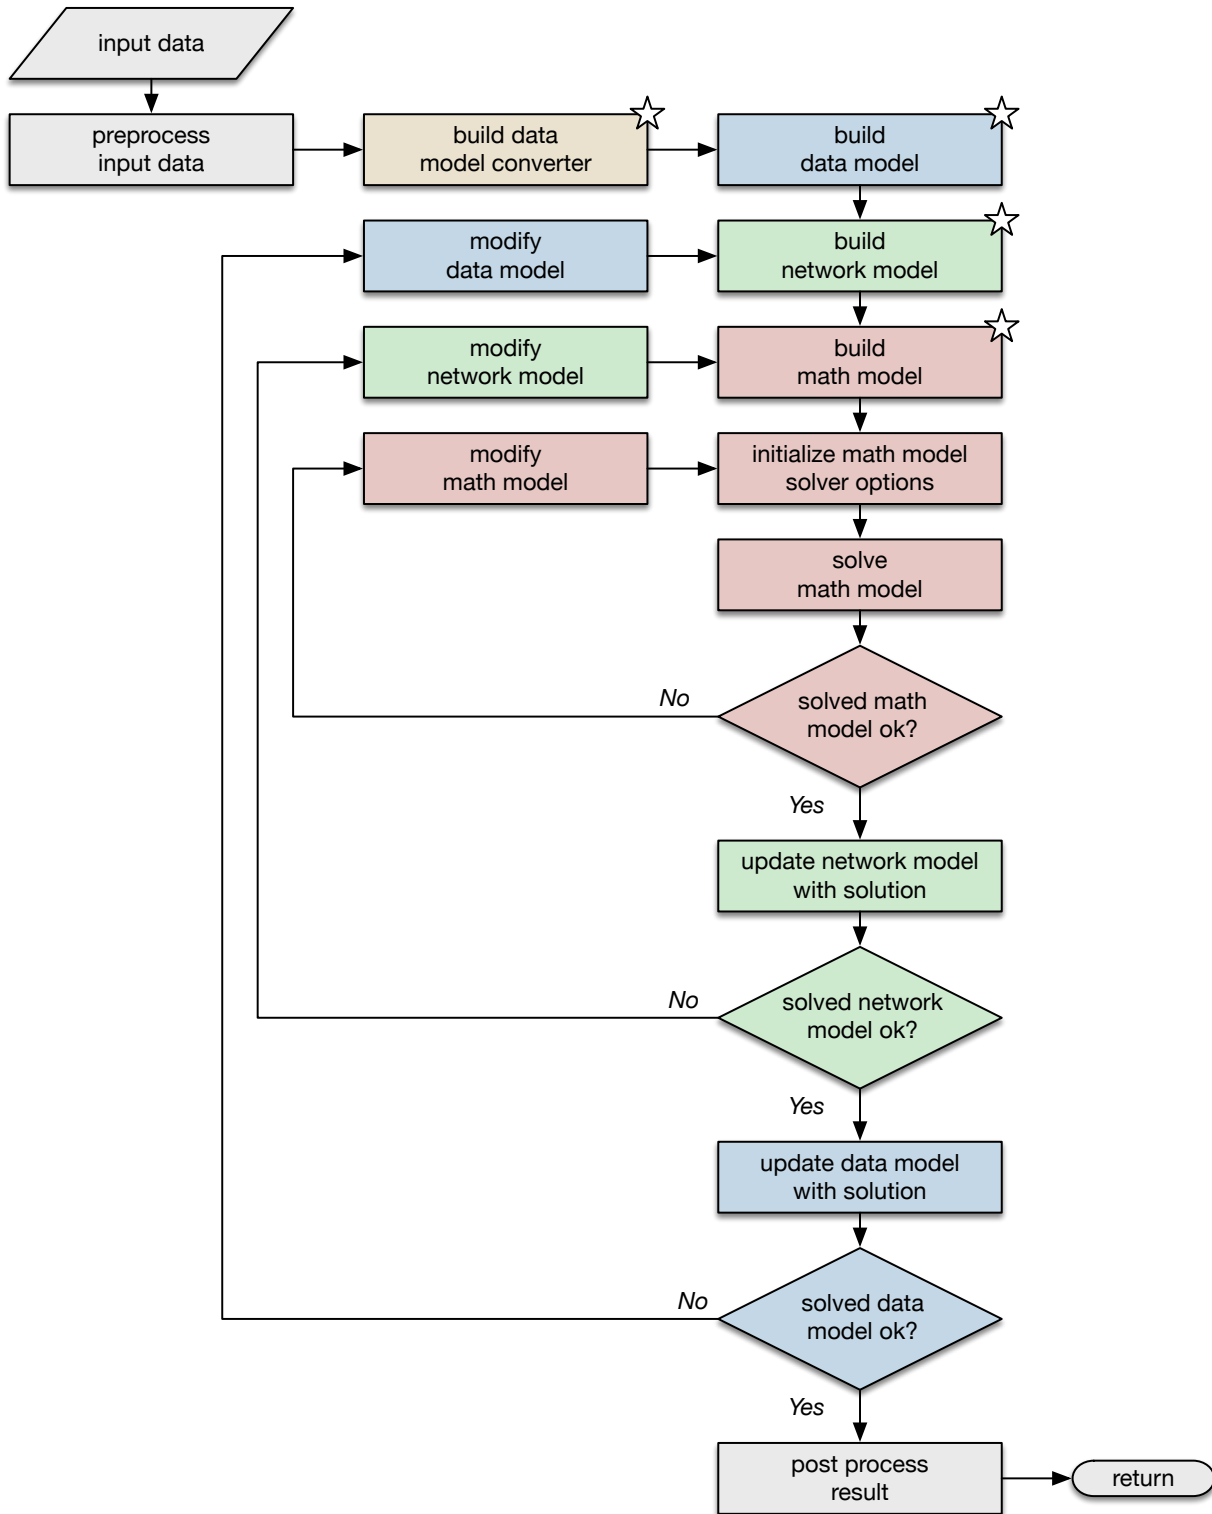 input data
preprocess
input data
build data
model converter
build
data model
modify
data model
build
network model
modify
network model
build
math model
modify
math model
initialize math model
solver options
solve
math model
No
solved math
model ok?
Yes
update network model
with solution
No
solved network
model ok?
Yes
update data model
with solution
No
solved data
model ok?
Yes
post process
result
return